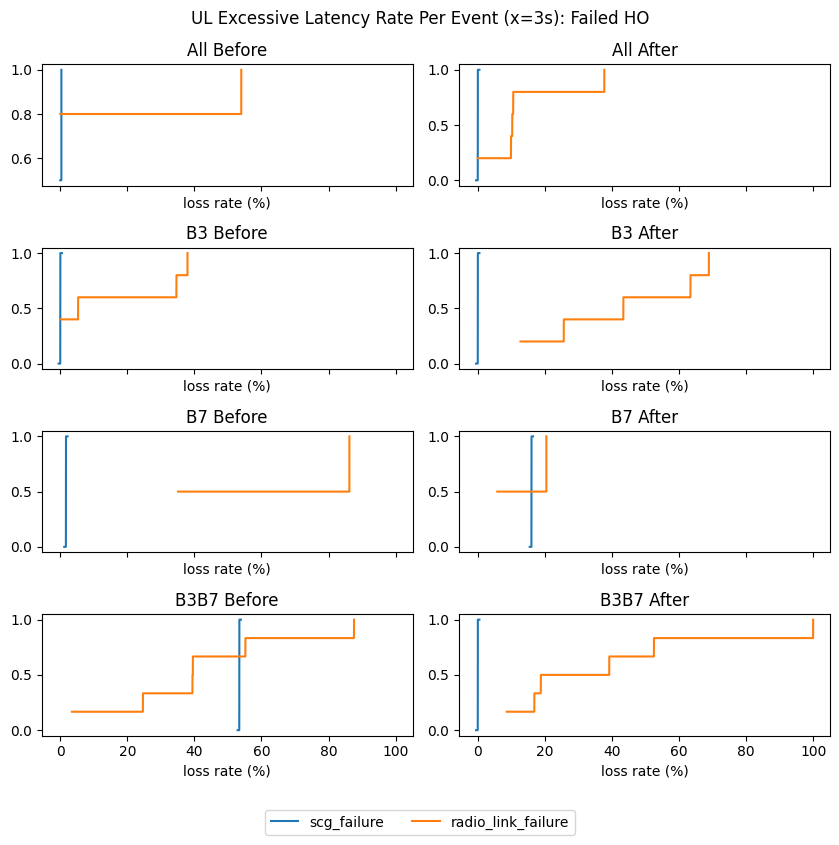 UL Excessive Latency Rate Per Event (x=3s): Failed HO
All Before
All After
1.0
0.8
0.6
1.0
0.5
0.0
loss rate (%)
loss rate (%)
B3 Before
B3 After
1.0
0.5
0.0
1.0
0.5
0.0
loss rate (%)
loss rate (%)
B7 Before
B7 After
1.0
0.5
0.0
1.0
0.5
0.0
loss rate (%)
loss rate (%)
B3B7 Before
B3B7 After
1.0
0.5
0.0
1.0
0.5
0.0
0 20 40 60 80 100
0 20 40 60 80 100
loss rate (%)
loss rate (%)
scg_failure
radio_link_failure